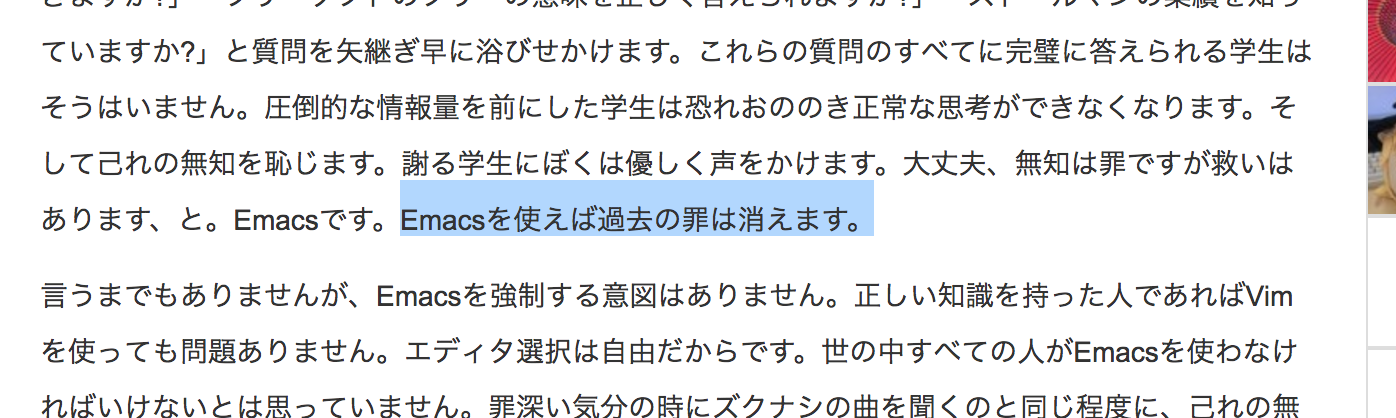 ていますか?」と質問を矢継ぎ早に浴びせかけます。これらの質問のすべてに完璧に答えられる学生は
そうはいません。圧倒的な情報量を前にした学生は恐れおののき正常な思考ができなくなります。そ
して己れの無知を恥じます。謝る学生にぼくは優しく声をかけます。大丈夫、無知は罪ですが救いは
あります、と。Emacsです。Emacsを使えば過去の罪は消えます。
言うまでもありませんが、Emacsを強制する意図はありません。正しい知識を持った人であればVim
を使っても問題ありません。エディタ選択は自由だからです。世の中すべての人がEmacsを使わなけ
ればいけないとは思っていません。罪深い気分の時にズクナシの曲を聞くのと同じ程度に、己れの無